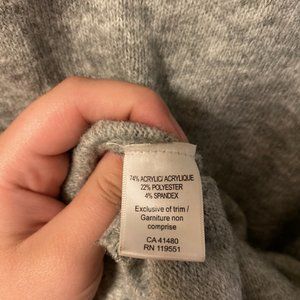 74% ACRYLIC/ ACRYLIQUE
22% POLYESTER
4% SPANDEX
Exclusive of trim /
Garniture non
comprise
CA 41480
RN 119551